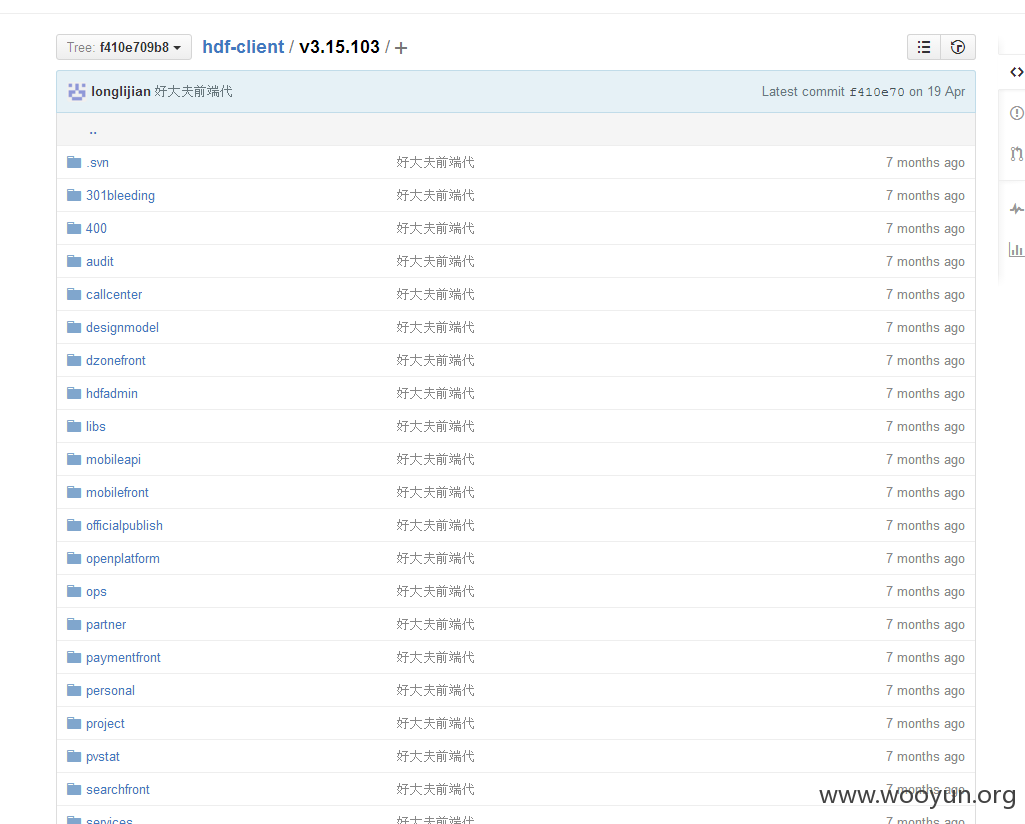 Tree: f410e709b8 hdf-client / v3.15.103 / +
longlijian 好大夫前端代 Latest commit f410e70 on 19 Apr
..
.svn 好大夫前端代 7 months ago
301bleeding 好大夫前端代 7 months ago
400 好大夫前端代 7 months ago
audit 好大夫前端代 7 months ago
callcenter 好大夫前端代 7 months ago
designmodel 好大夫前端代 7 months ago
dzonefront 好大夫前端代 7 months ago
hdfadmin 好大夫前端代 7 months ago
libs 好大夫前端代 7 months ago
mobileapi 好大夫前端代 7 months ago
mobilefront 好大夫前端代 7 months ago
officialpublish 好大夫前端代 7 months ago
openplatform 好大夫前端代 7 months ago
ops 好大夫前端代 7 months ago
partner 好大夫前端代 7 months ago
paymentfront 好大夫前端代 7 months ago
personal 好大夫前端代 7 months ago
project 好大夫前端代 7 months ago
pvstat 好大夫前端代 7 months ago
searchfront 好大夫前端代 7 months ago
www.wooyun.org
services 好大夫前端代 7 months ago